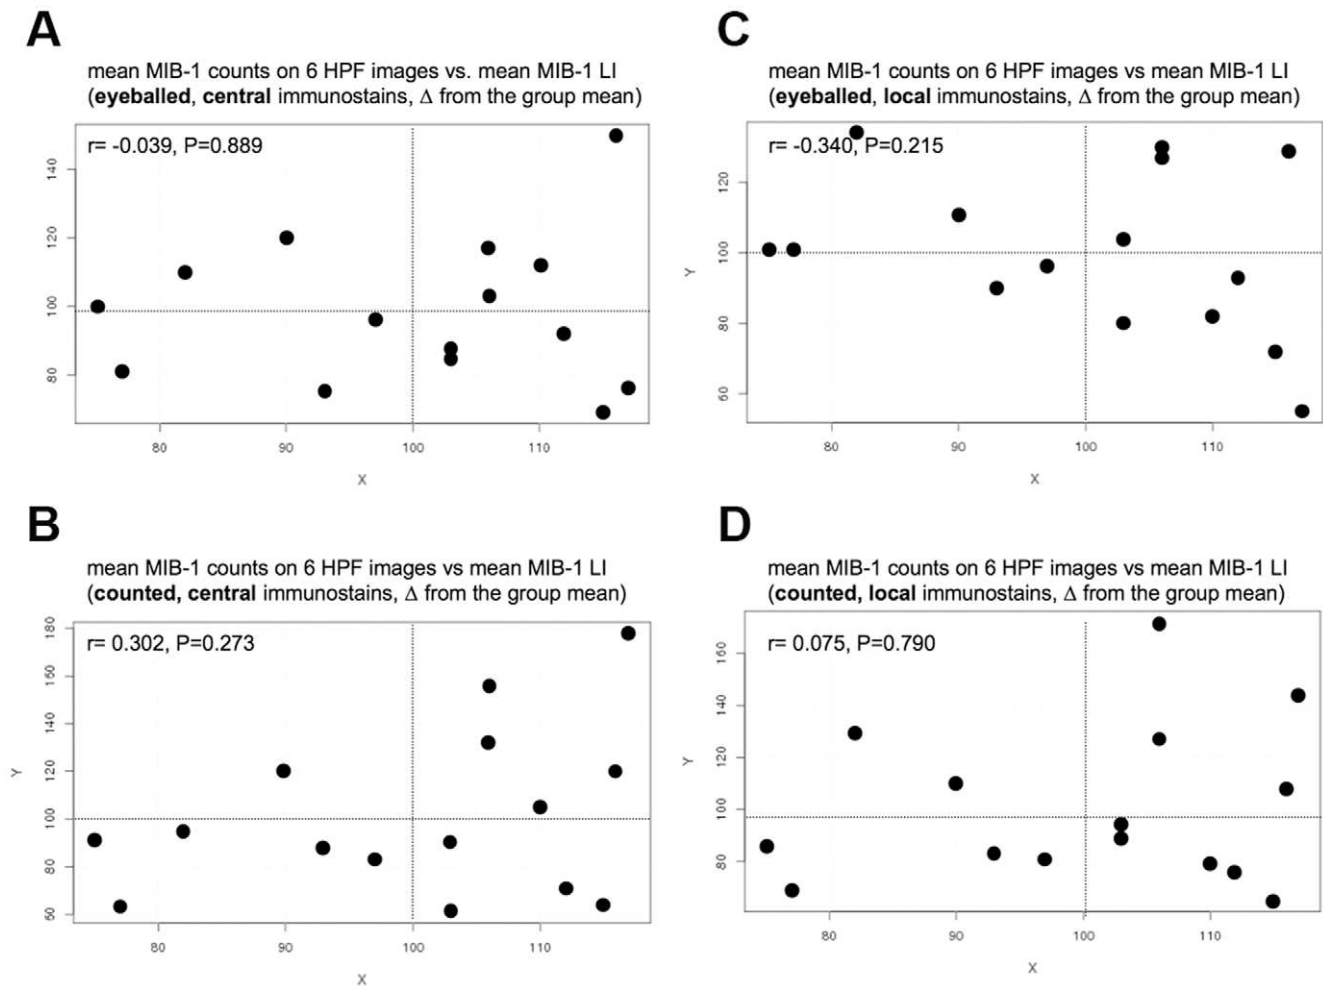 A
mean MIB-1 counts on 6 HPF images vs. mean MIB-1 LI
(eyeballed, central immunostains, Δ from the group mean)
r= -0.039, P=0.889
140
120
100
80
80 90 100 110
X
C
mean MIB-1 counts on 6 HPF images vs mean MIB-1 LI
(eyeballed, local immunostains, Δ from the group mean)
r= -0.340, P=0.215
Y
120
100
80
60
80 90 100 110
X
B
mean MIB-1 counts on 6 HPF images vs mean MIB-1 LI
(counted, central immunostains, Δ from the group mean)
r= 0.302, P=0.273
Y
180
160
140
120
100
80
60
80 90 100 110
X
D
mean MIB-1 counts on 6 HPF images vs mean MIB-1 LI
(counted, local immunostains, Δ from the group mean)
r= 0.075, P=0.790
Y
160
140
120
100
80
80 90 100 110
X